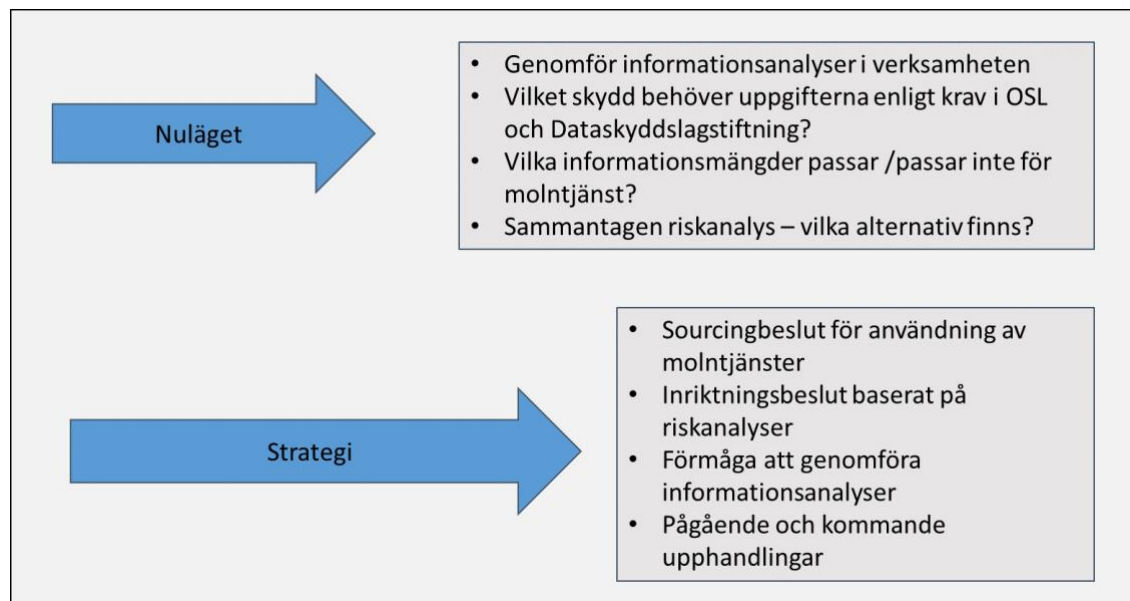 Nuläget
• Genomför informationsanalyser i verksamheten
• Vilket skydd behöver uppgifterna enligt krav i OSL
och Dataskyddslagstiftning?
• Vilka informationsmängder passar /passar inte för
molntjänst?
• Sammantagen riskanalys – vilka alternativ finns?
Strategi
• Sourcingbeslut för användning av
molntjänster
• Inriktningsbeslut baserat på
riskanalyser
• Förmåga att genomföra
informationsanalyser
• Pågående och kommande
upphandlingar